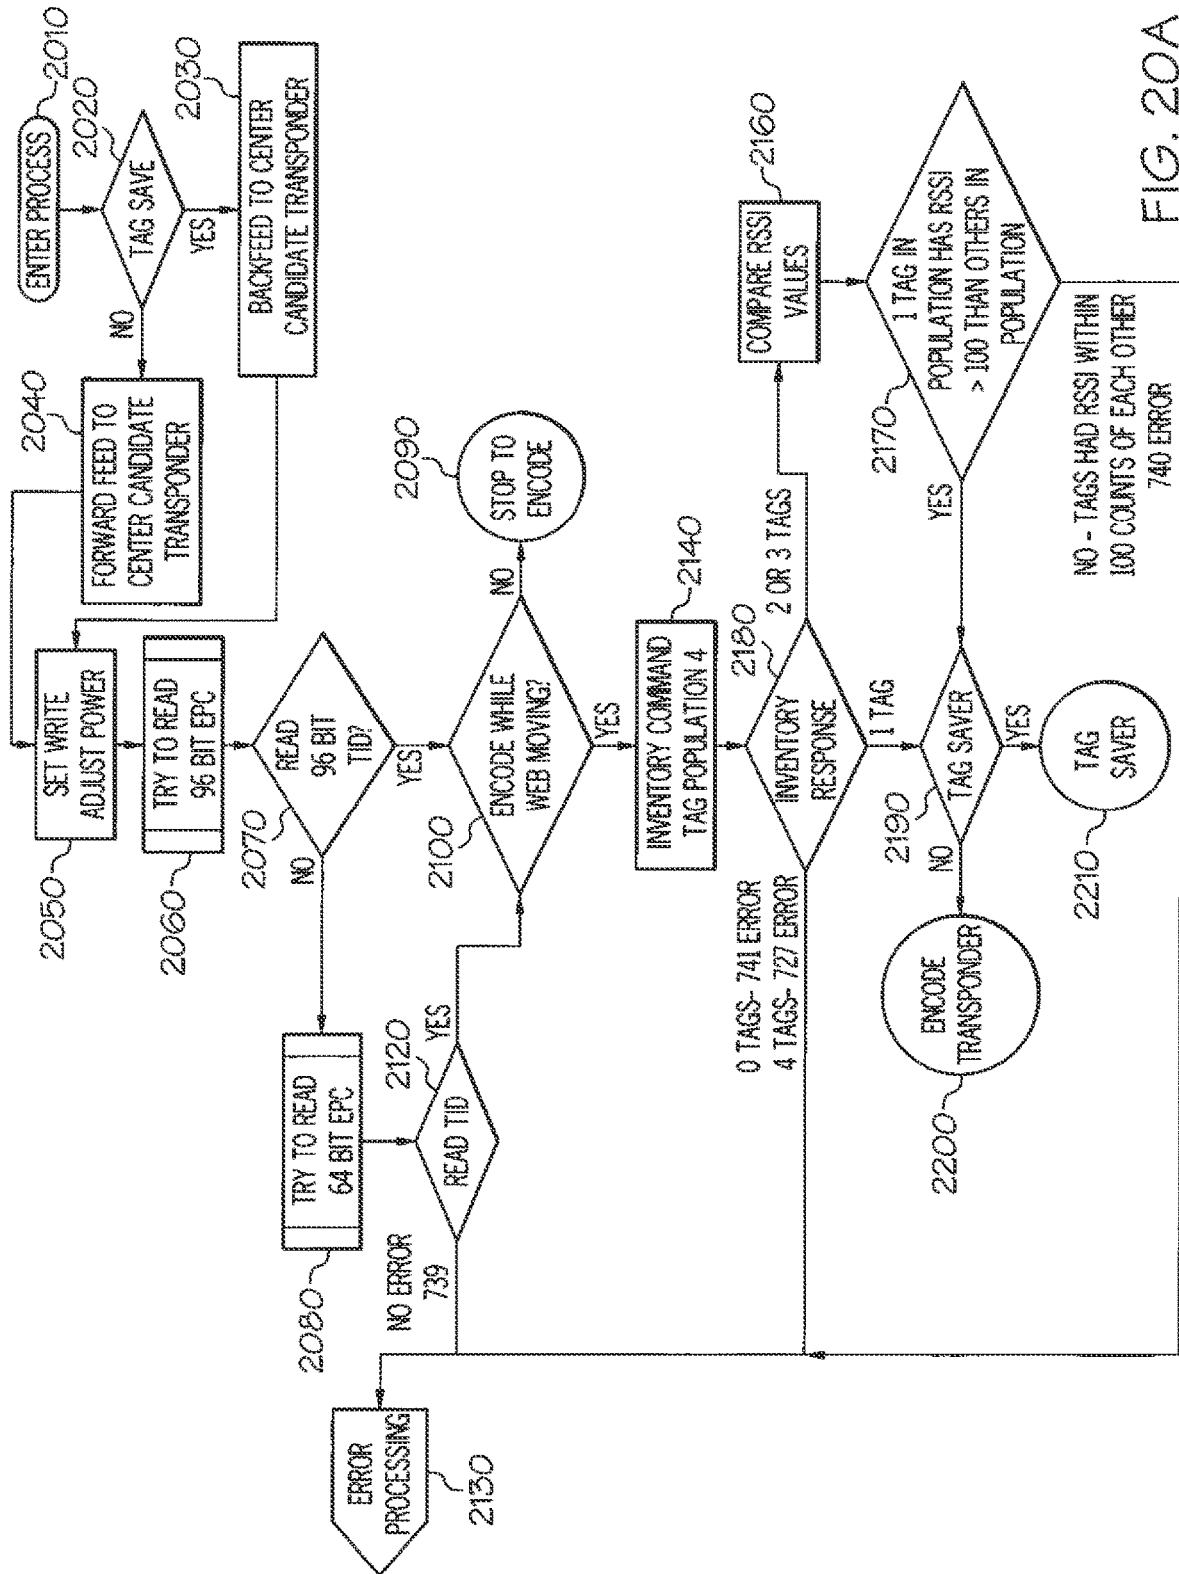 ENTER PROCESS
2010
TAG SAVE
2020
NO
YES
BACKFEED TO CENTER
CANDIDATE TRANSPONDER
2030
2040
FORWARD FEED TO
CENTER CANDIDATE
TRANSPONDER
SET WRITE
ADJUST POWER
2050
TRY TO READ
96 BIT EPC
2060
READ
96 BIT
TID?
2070
NO
YES
TRY TO READ
64 BIT EPC
2080
READ TID
2120
YES
NO ERROR
739
ERROR
PROCESSING
2130
ENCODE WHILE
WEB MOVING?
2100
NO
STOP TO
ENCODE
2090
YES
INVENTORY COMMAND
TAG POPULATION 4
2140
INVENTORY
RESPONSE
2180
0 TAGS- 741 ERROR
4 TAGS- 727 ERROR
2 OR 3 TAGS
1 TAG
COMPARE RSSI
VALUES
2160
1 TAG IN
POPULATION HAS RSSI
> 100 THAN OTHERS IN
POPULATION
2170
YES
NO - TAGS HAD RSSI WITHIN
100 COUNTS OF EACH OTHER
740 ERROR
TAG SAVER
2190
NO
YES
ENCODE
TRANSPONDER
2200
TAG
SAVER
2210
FIG. 20A